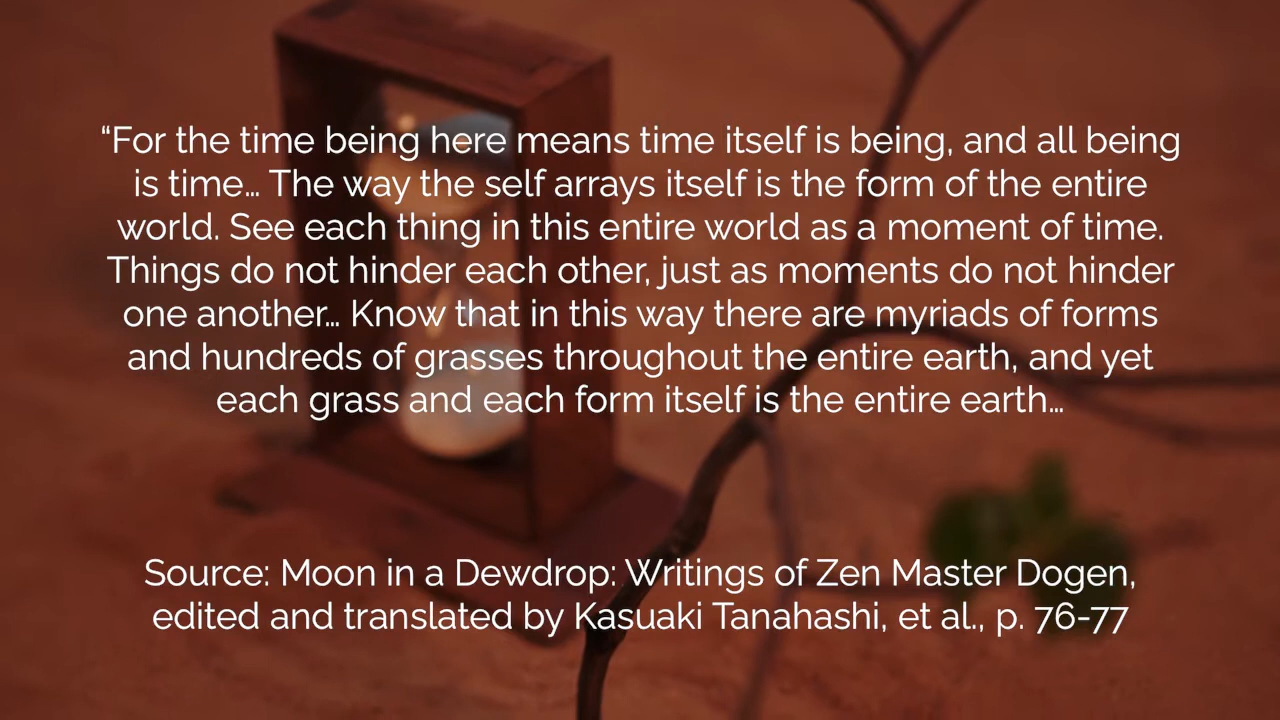 “For the time being here means time itself is being, and all being
is time… The way the self arrays itself is the form of the entire
world. See each thing in this entire world as a moment of time.
Things do not hinder each other, just as moments do not hinder
one another… Know that in this way there are myriads of forms
and hundreds of grasses throughout the entire earth, and yet
each grass and each form itself is the entire earth…
Source: Moon in a Dewdrop: Writings of Zen Master Dogen,
edited and translated by Kasuaki Tanahashi, et al., p. 76-77